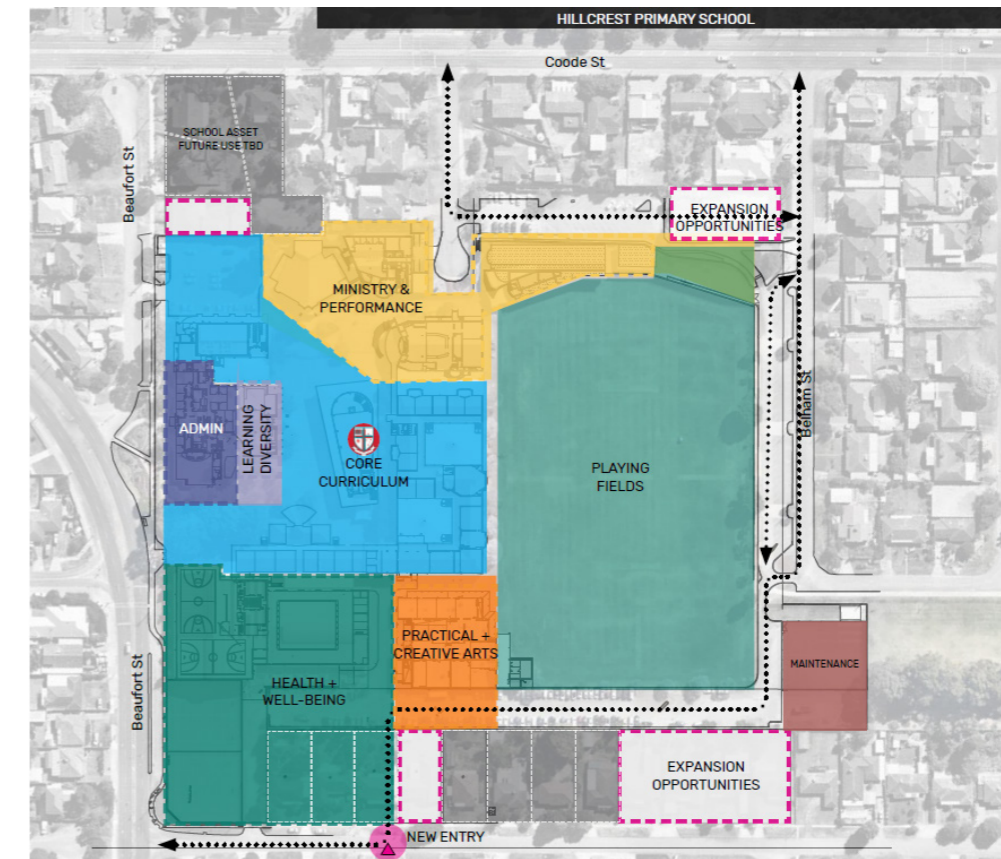 HILLCREST PRIMARY SCHOOL
Coode St
SCHOOL ASSET
FUTURE USE TBD
Beaufort St
EXPANSION
OPPORTUNITIES
MINISTRY &
PERFORMANCE
Belham St
ADMIN
LEARNING
DIVERSITY
CORE
CURRICULUM
PLAYING
FIELDS
PRACTICAL +
CREATIVE ARTS
MAINTENANCE
Beaufort St
HEALTH +
WELL-BEING
EXPANSION
OPPORTUNITIES
NEW ENTRY